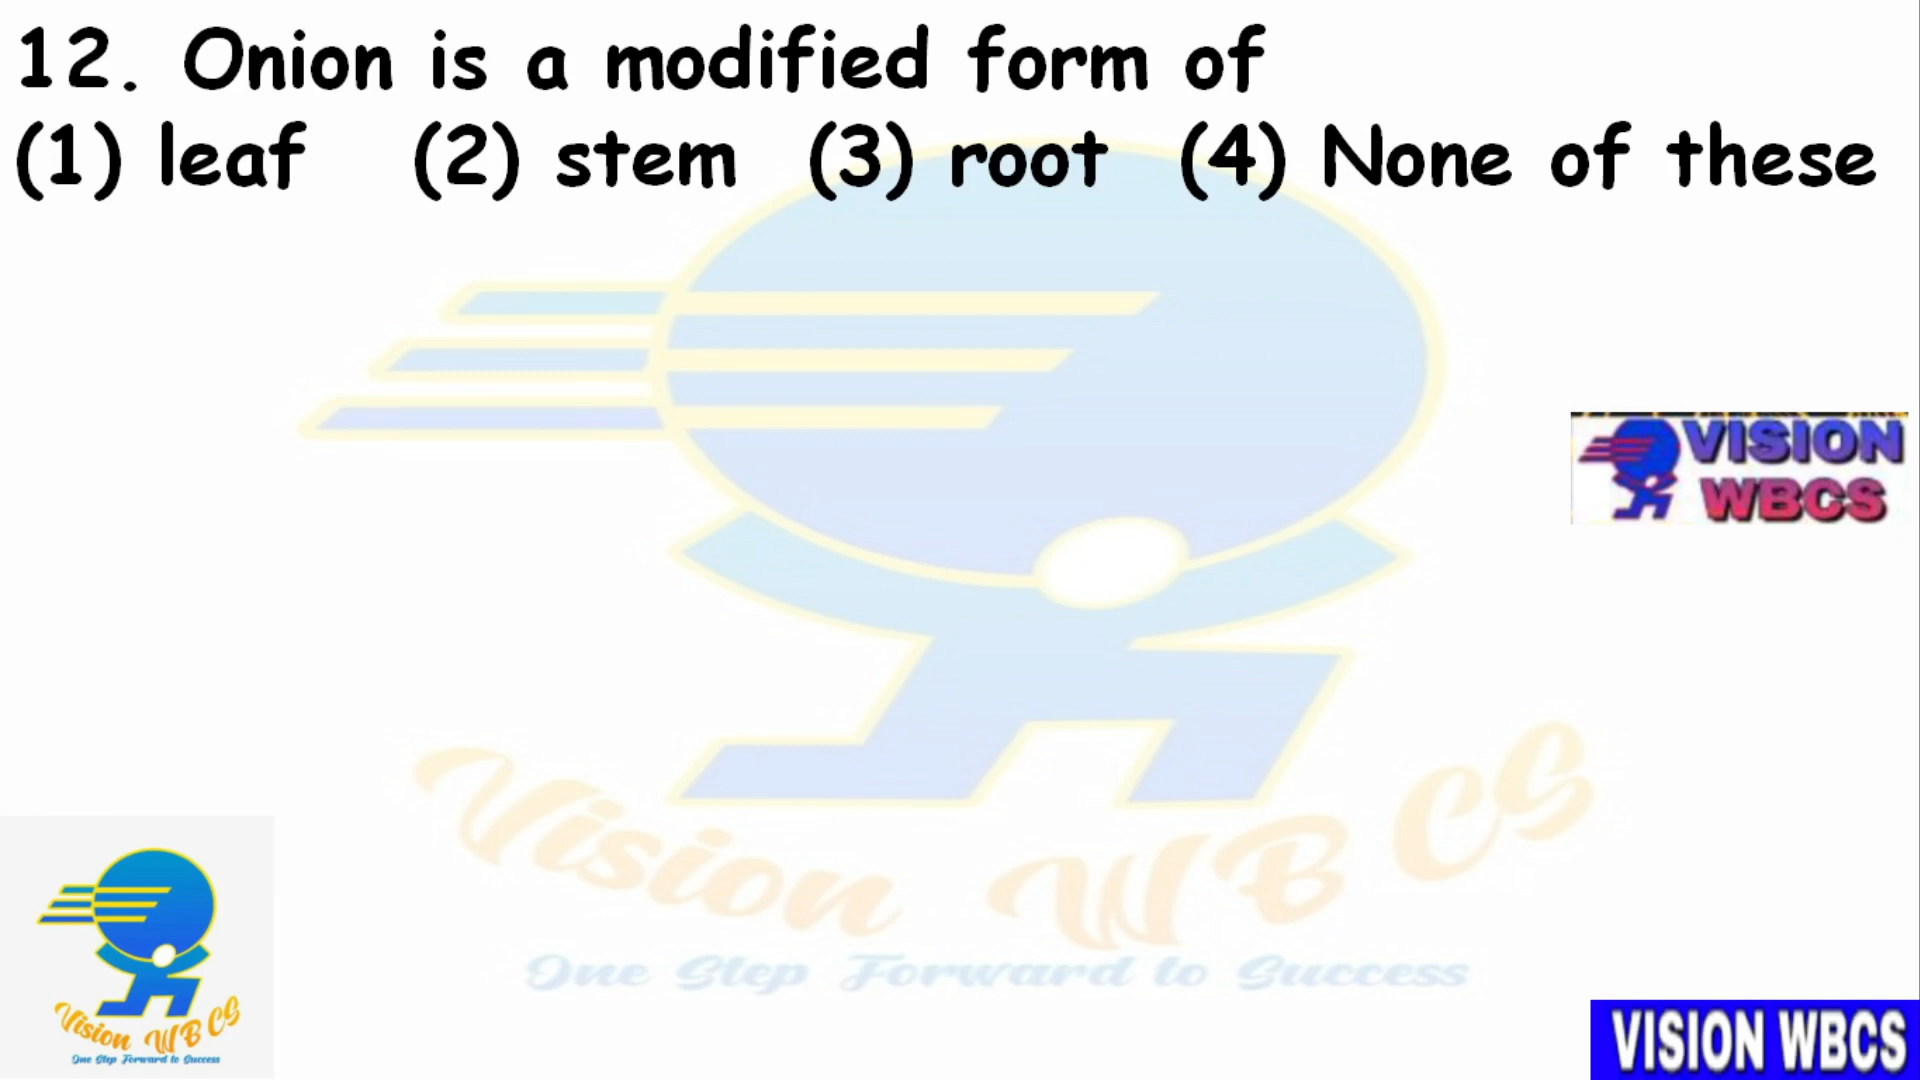 12. Onion is a modified form of
(1) leaf (2) stem (3) root (4) None of these
VISION
WBCS
Vision WBCS
One Step Forward to Success
Vision WBCS
One Step Forward to Success
VISION WBCS